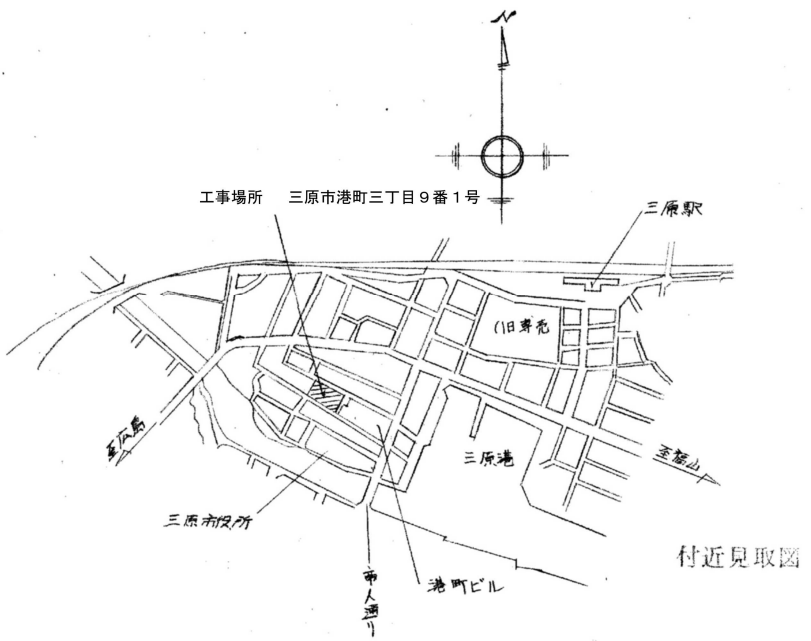 N
工事場所　三原市港町三丁目９番１号
三原駅
(旧専売
至広島
三原港
至福山
三原市役所
港町ビル
帝人通り
付近見取図